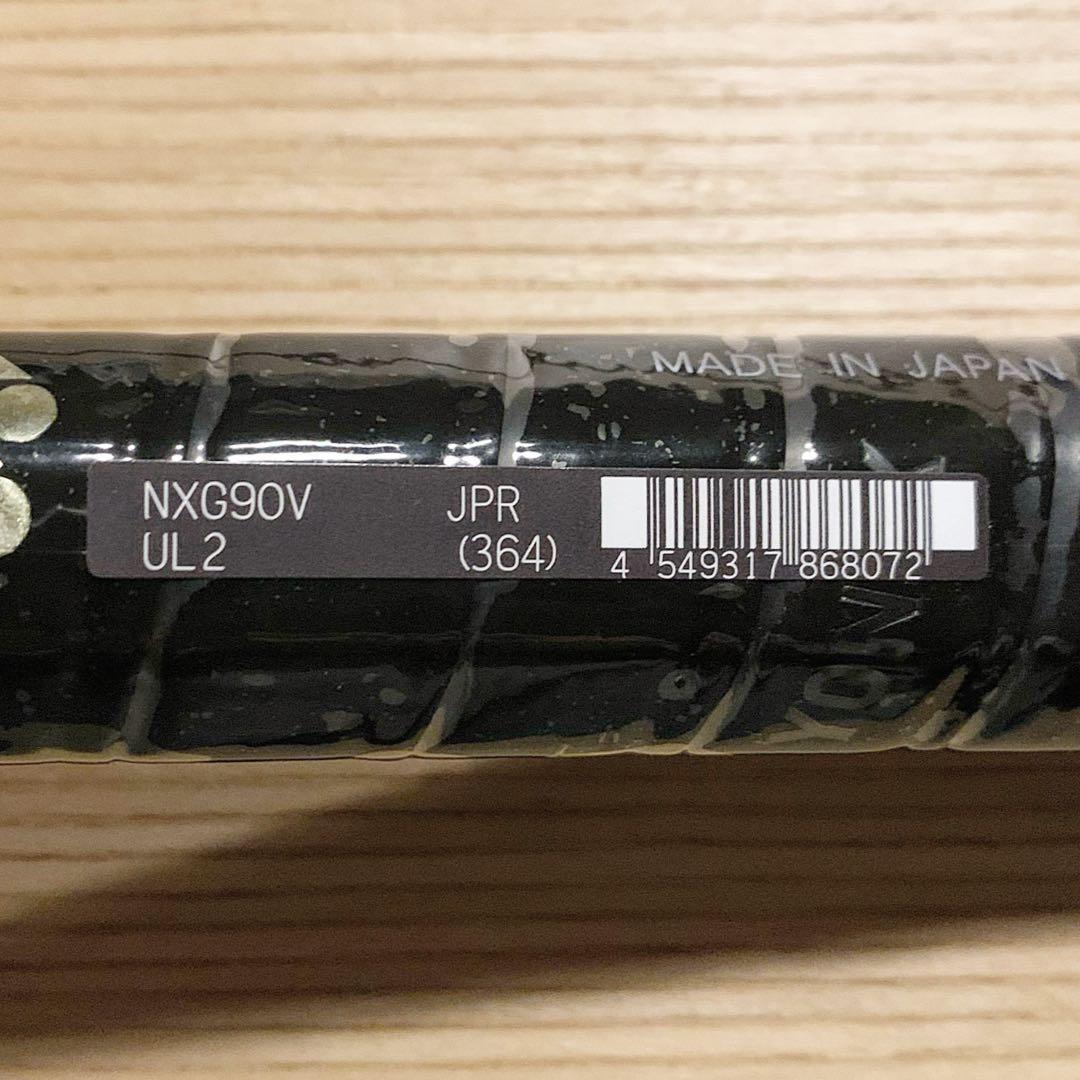 MADE IN JAPAN
NXG90V JPR
UL2 (364)
4 549317 868072